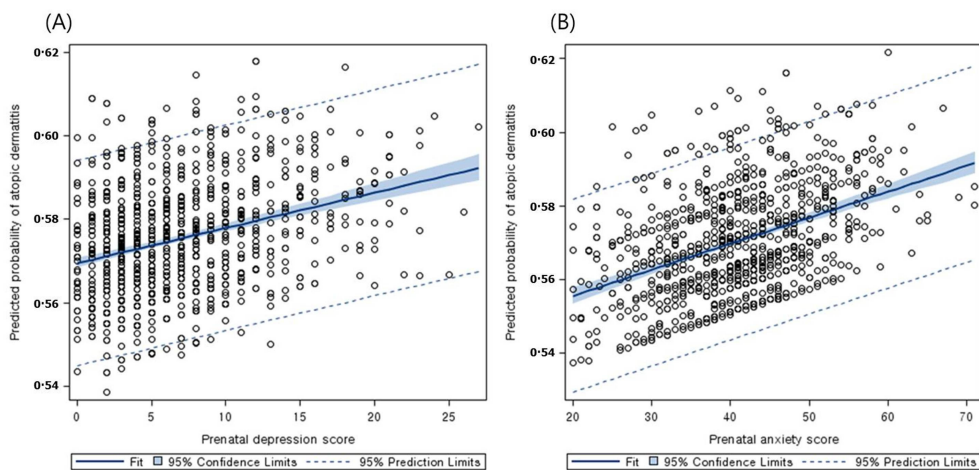 (A)
0·62
0·60
0·58
0·56
0·54
Predicted probability of atopic dermatitis
0 5 10 15 20 25
Prenatal depression score
Fit 95% Confidence Limits 95% Prediction Limits
(B)
0·62
0·60
0·58
0·56
0·54
Predicted probability of atopic dermatitis
20 30 40 50 60 70
Prenatal anxiety score
Fit 95% Confidence Limits 95% Prediction Limits